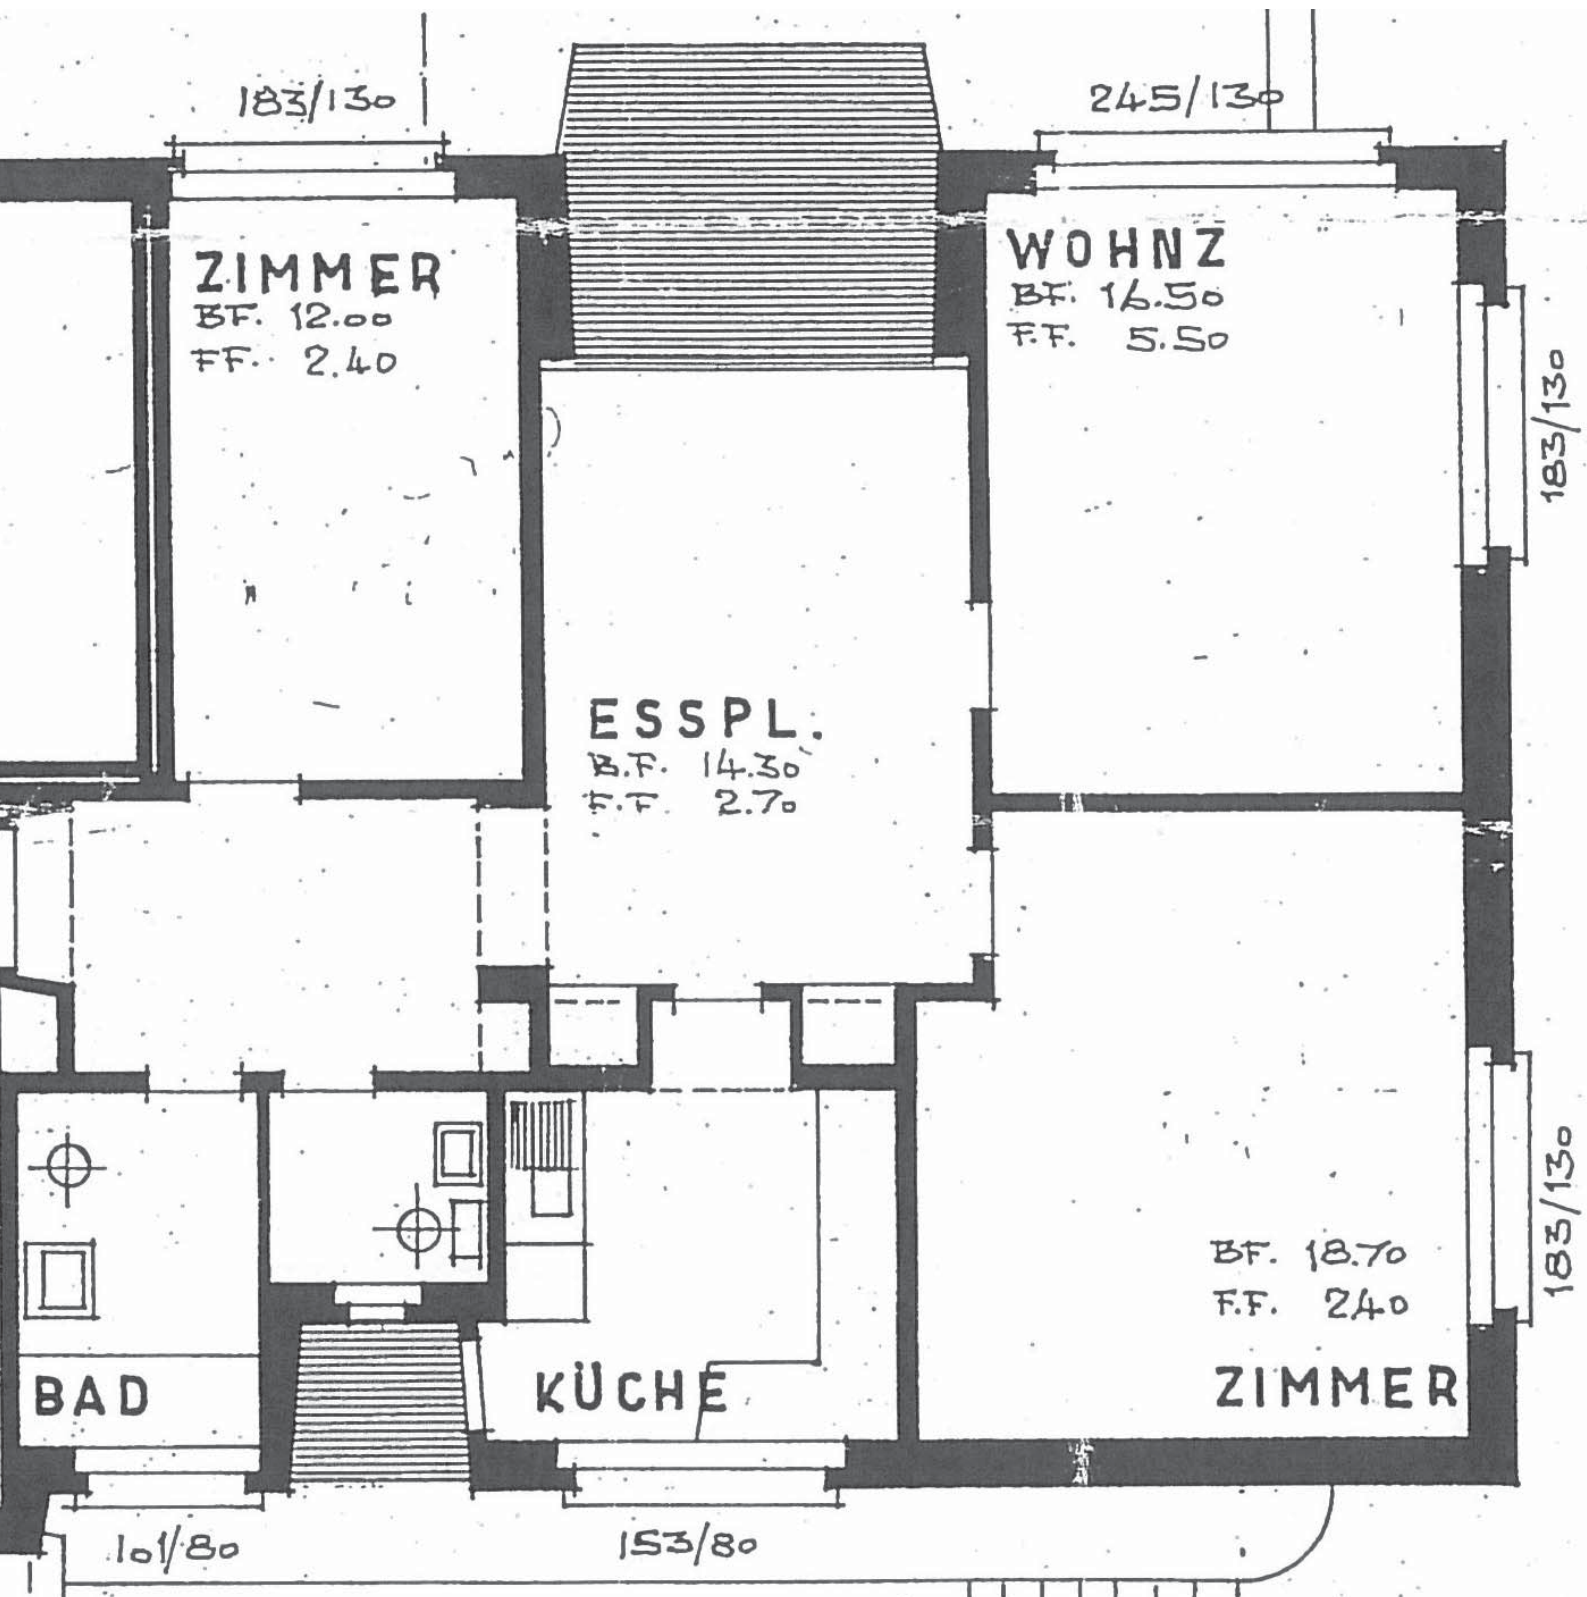 183/130
245/130
ZIMMER
BF. 12.00
FF. 2.40
WOHNZ
BF. 16.50
F.F. 5.50
183/130
ESSPL.
B.F. 14.30
F.F. 2.70
183/130
BF. 18.70
F.F. 2.40
ZIMMER
BAD
KÜCHE
101/80
153/80